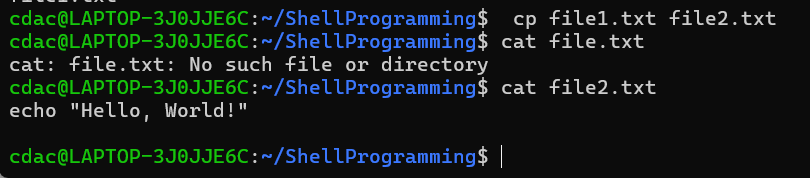 cdac@LAPTOP-3J0JJE6C:~/ShellProgramming$  cp file1.txt file2.txt
cdac@LAPTOP-3J0JJE6C:~/ShellProgramming$ cat file.txt
cat: file.txt: No such file or directory
cdac@LAPTOP-3J0JJE6C:~/ShellProgramming$ cat file2.txt
echo "Hello, World!"
cdac@LAPTOP-3J0JJE6C:~/ShellProgramming$